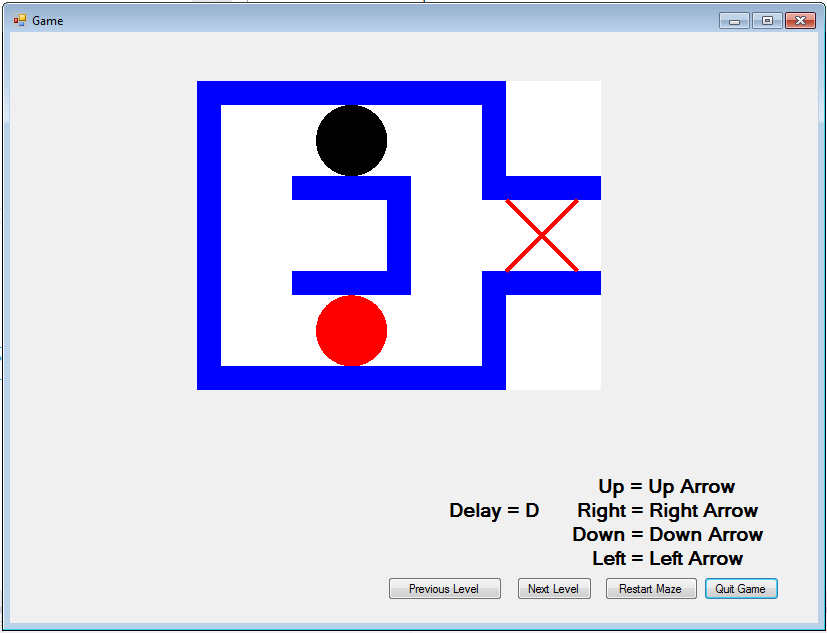 Game
Up = Up Arrow
Delay = D Right = Right Arrow
Down = Down Arrow
Left = Left Arrow
Previous Level Next Level Restart Maze Quit Game